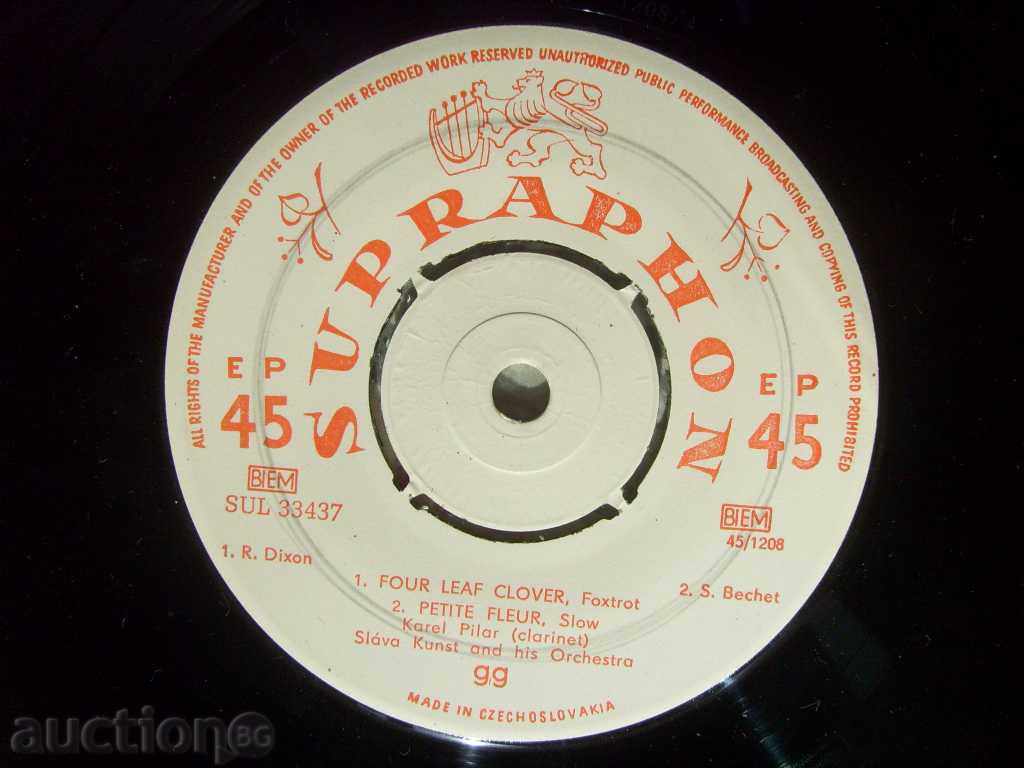 ALL RIGHTS OF THE MANUFACTURER AND OF THE OWNER OF THE RECORDED WORK RESERVED UNAUTHORIZED PUBLIC PERFORMANCE BROADCASTING AND COPYING OF THIS RECORD PROHIBITED
SUPRAPHON
EP
45
BIEM
SUL 33437
EP
45
BIEM
45/1208
1. R. Dixon
1. FOUR LEAF CLOVER, Foxtrot
2. S. Bechet
2. PETITE FLEUR, Slow
Karel Pilar (clarinet)
Sláva Kunst and his Orchestra
gg
MADE IN CZECHOSLOVAKIA
auction BG